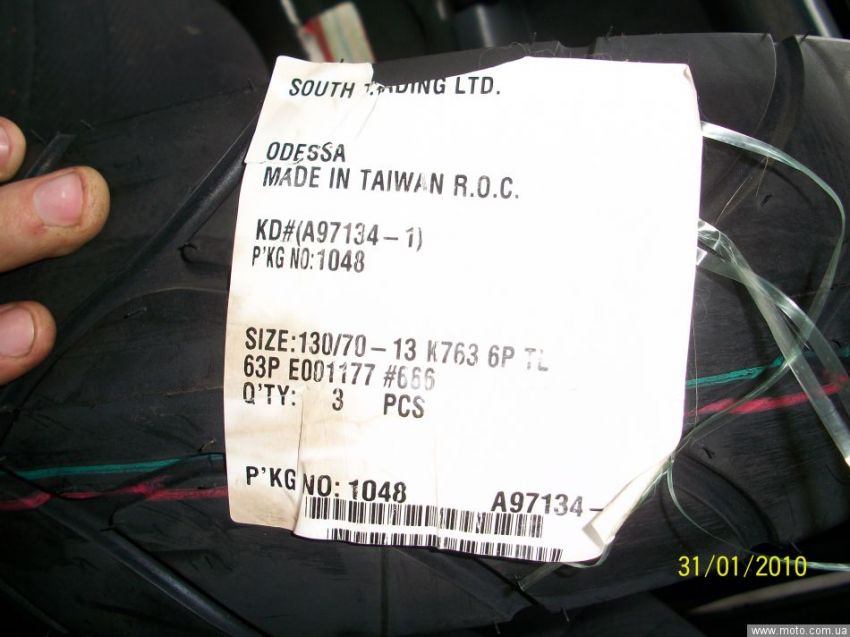 SOUTH LTD.
ODESSA
MADE IN TAIWAN R.O.C.
KD#(A97134-1)
P'KG NO:1048
SIZE:130/70-13 K763 6P TL
63P E001177 #666
Q'TY: 3 PCS
P'KG NO: 1048 A97134-
31/01/2010
www.moto.com.ua